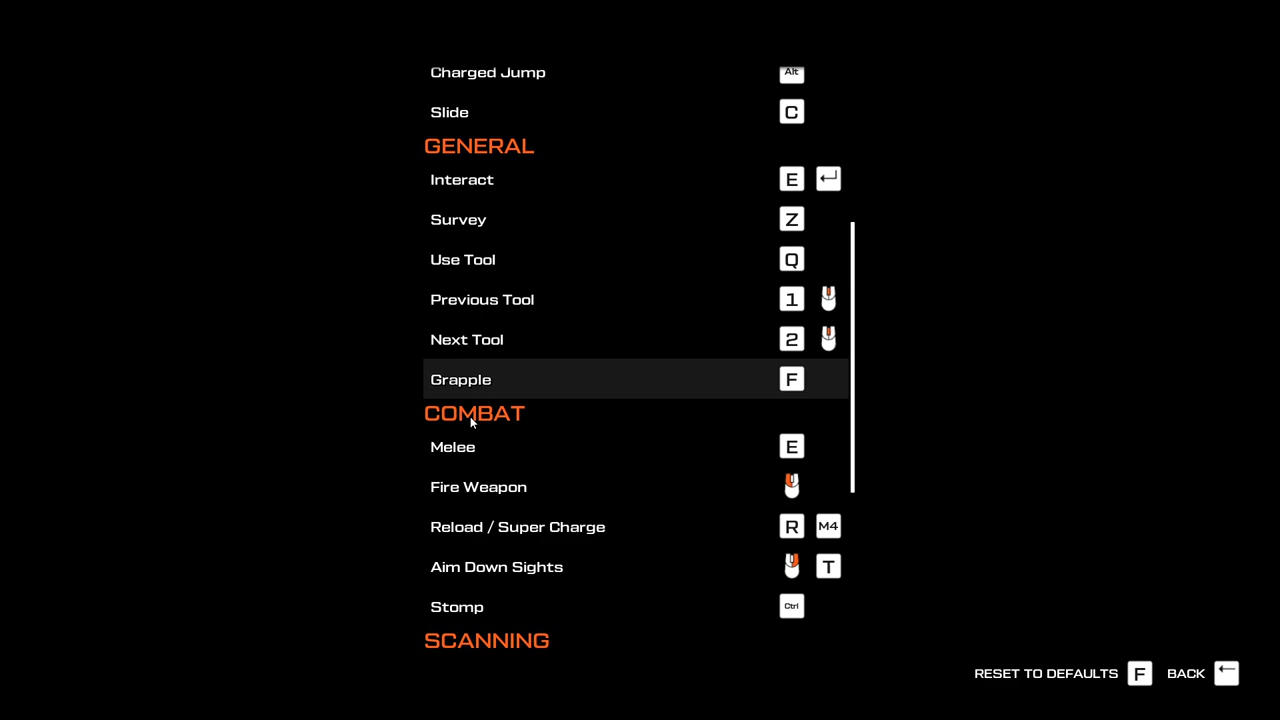 Charged Jump Alt
Slide C
GENERAL
Interact E
Survey Z
Use Tool Q
Previous Tool 1
Next Tool 2
Grapple F
COMBAT
Melee E
Fire Weapon
Reload / Super Charge R M4
Aim Down Sights T
Stomp Ctrl
SCANNING
RESET TO DEFAULTS F BACK